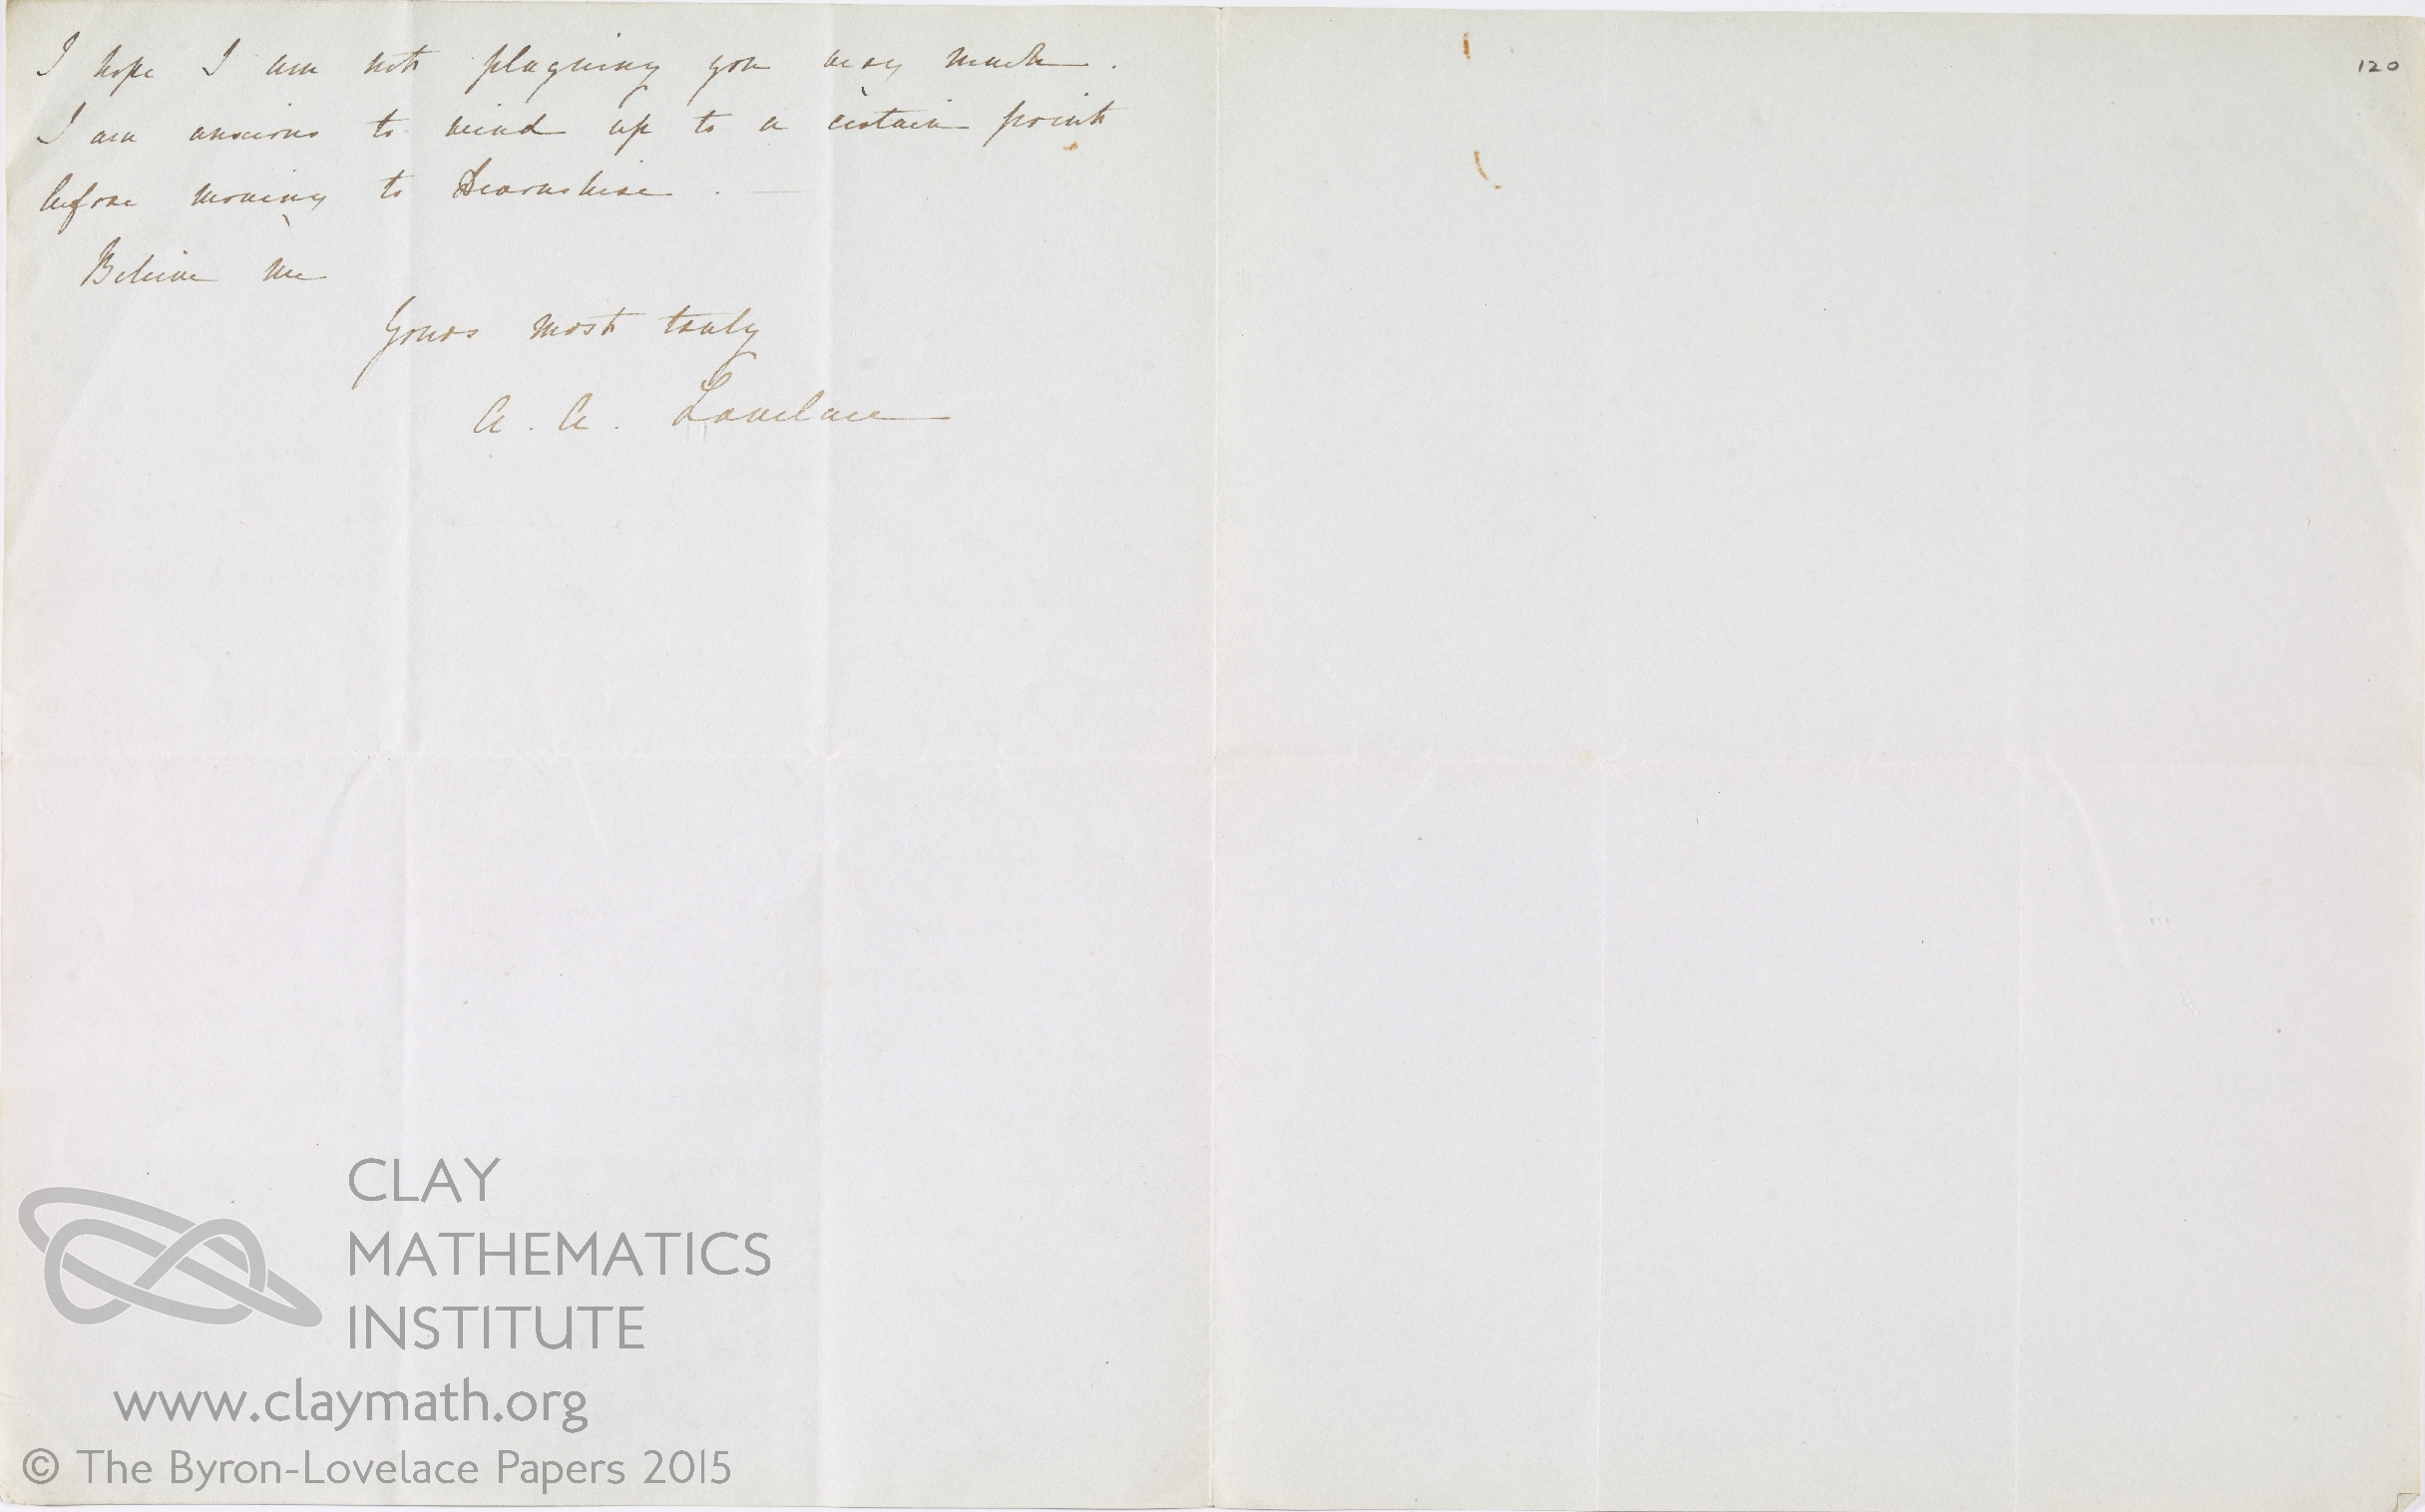 I hope I am not plaguing you very much.
I am anxious to wind up to a certain point
before moving to Devonshire. —
Believe me
Yours most truly
A. A. Lovelace
120
CLAY
MATHEMATICS
INSTITUTE
www.claymath.org
© The Byron-Lovelace Papers 2015